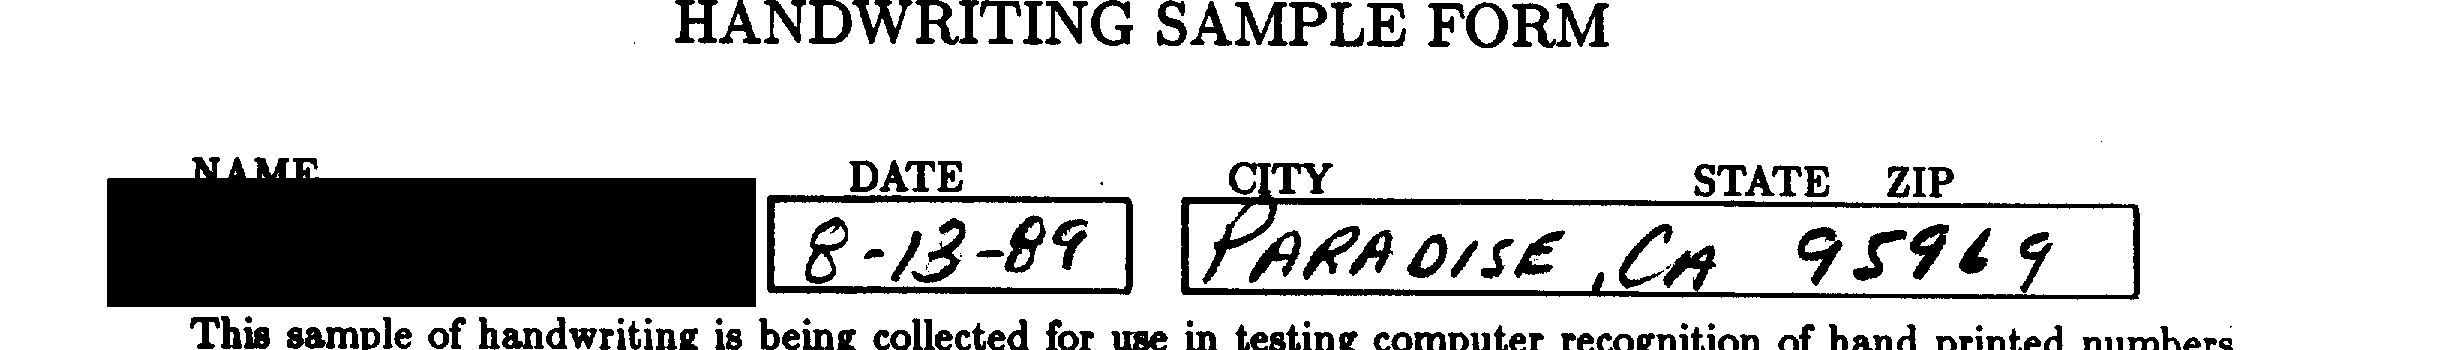 HANDWRITING SAMPLE FORM
NAME DATE CITY STATE ZIP
8-13-89 PARADISE, CA 95969
This sample of handwriting is being collected for use in testing computer recognition of hand printed numbers